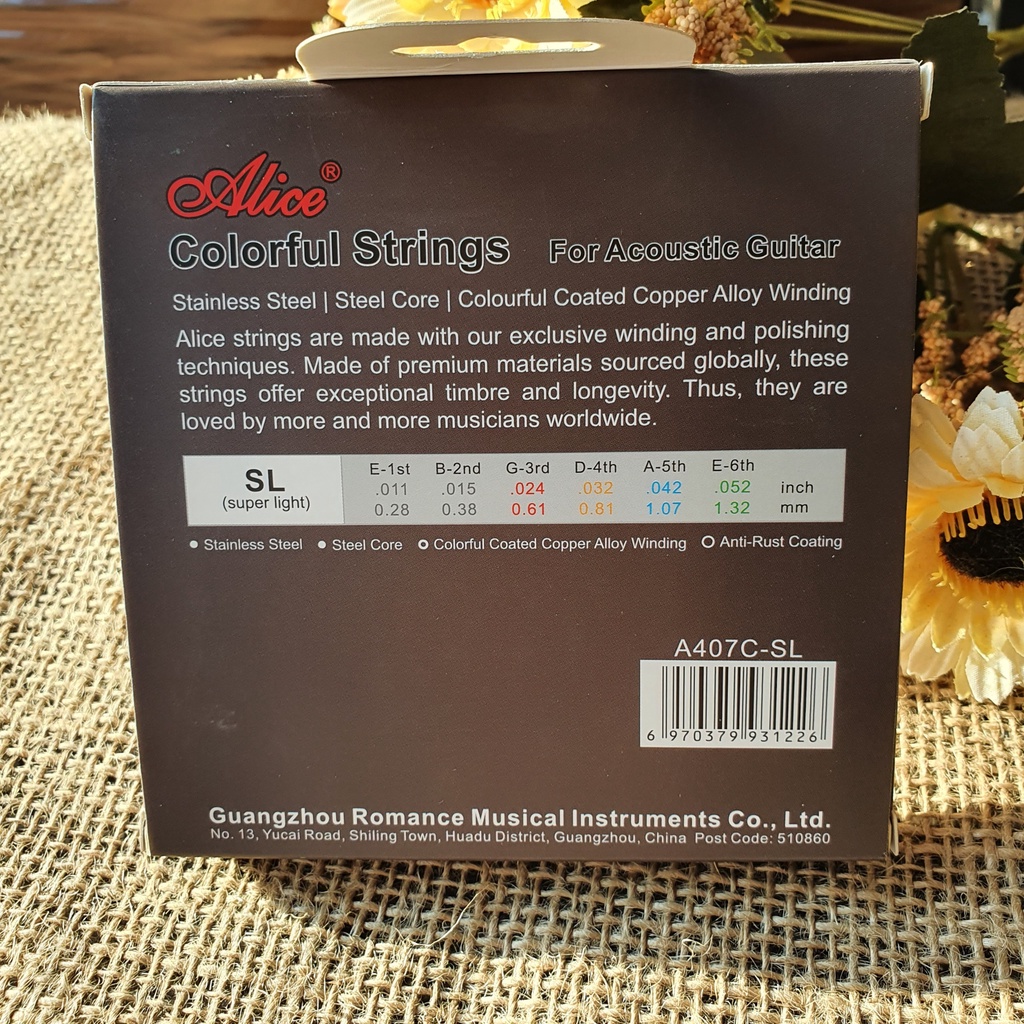 Alice®
Colorful Strings For Acoustic Guitar
Stainless Steel | Steel Core | Colourful Coated Copper Alloy Winding
Alice strings are made with our exclusive winding and polishing
techniques. Made of premium materials sourced globally, these
strings offer exceptional timbre and longevity. Thus, they are
loved by more and more musicians worldwide.
SL
(super light)
E-1st B-2nd G-3rd D-4th A-5th E-6th
.011 .015 .024 .032 .042 .052 inch
0.28 0.38 0.61 0.81 1.07 1.32 mm
● Stainless Steel ● Steel Core ○ Colorful Coated Copper Alloy Winding ○ Anti-Rust Coating
A407C-SL
6 970379 931226
Guangzhou Romance Musical Instruments Co., Ltd.
No. 13, Yucai Road, Shiling Town, Huadu District, Guangzhou, China Post Code: 510860